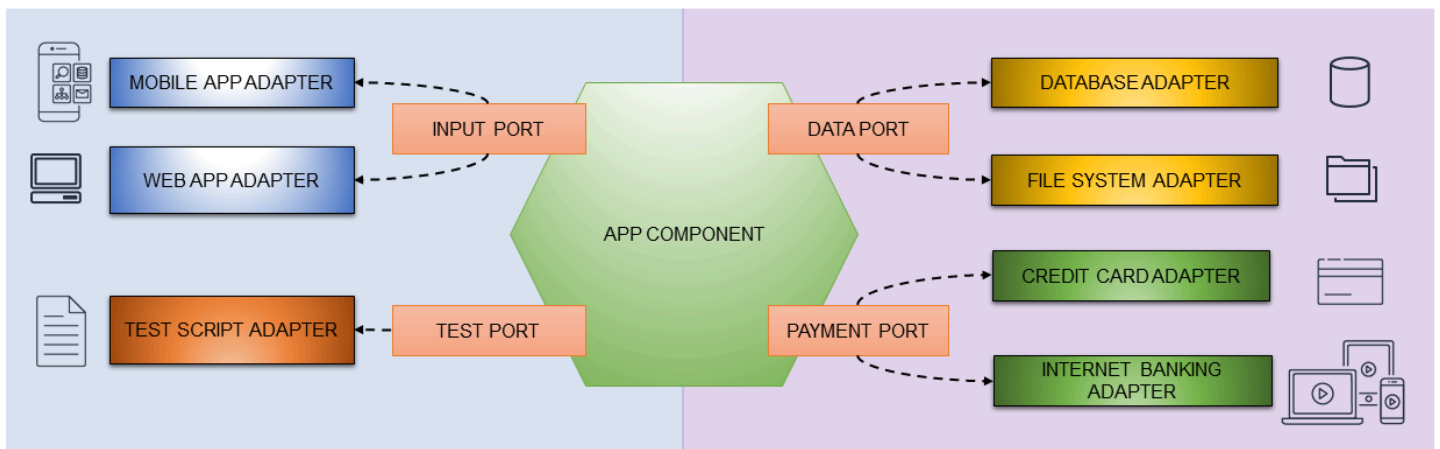 MOBILE APP ADAPTER
INPUT PORT
WEB APP ADAPTER
TEST SCRIPT ADAPTER
TEST PORT
APP COMPONENT
DATA PORT
DATABASE ADAPTER
FILE SYSTEM ADAPTER
PAYMENT PORT
CREDIT CARD ADAPTER
INTERNET BANKING
ADAPTER